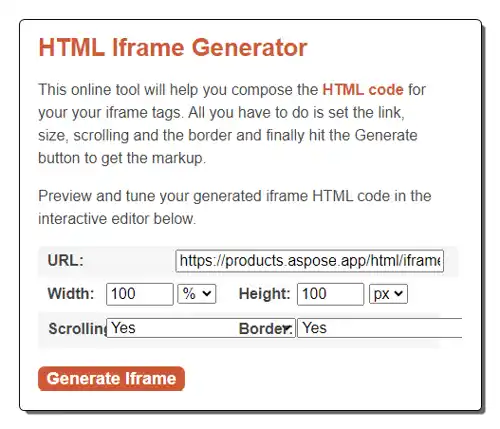 HTML Iframe Generator
This online tool will help you compose the HTML code for
your your iframe tags. All you have to do is set the link,
size, scrolling and the border and finally hit the Generate
button to get the markup.
Preview and tune your generated iframe HTML code in the
interactive editor below.
URL: https://products.aspose.app/html/iframe
Width: 100 % Height: 100 px
Scrolling Yes Border: Yes
Generate Iframe